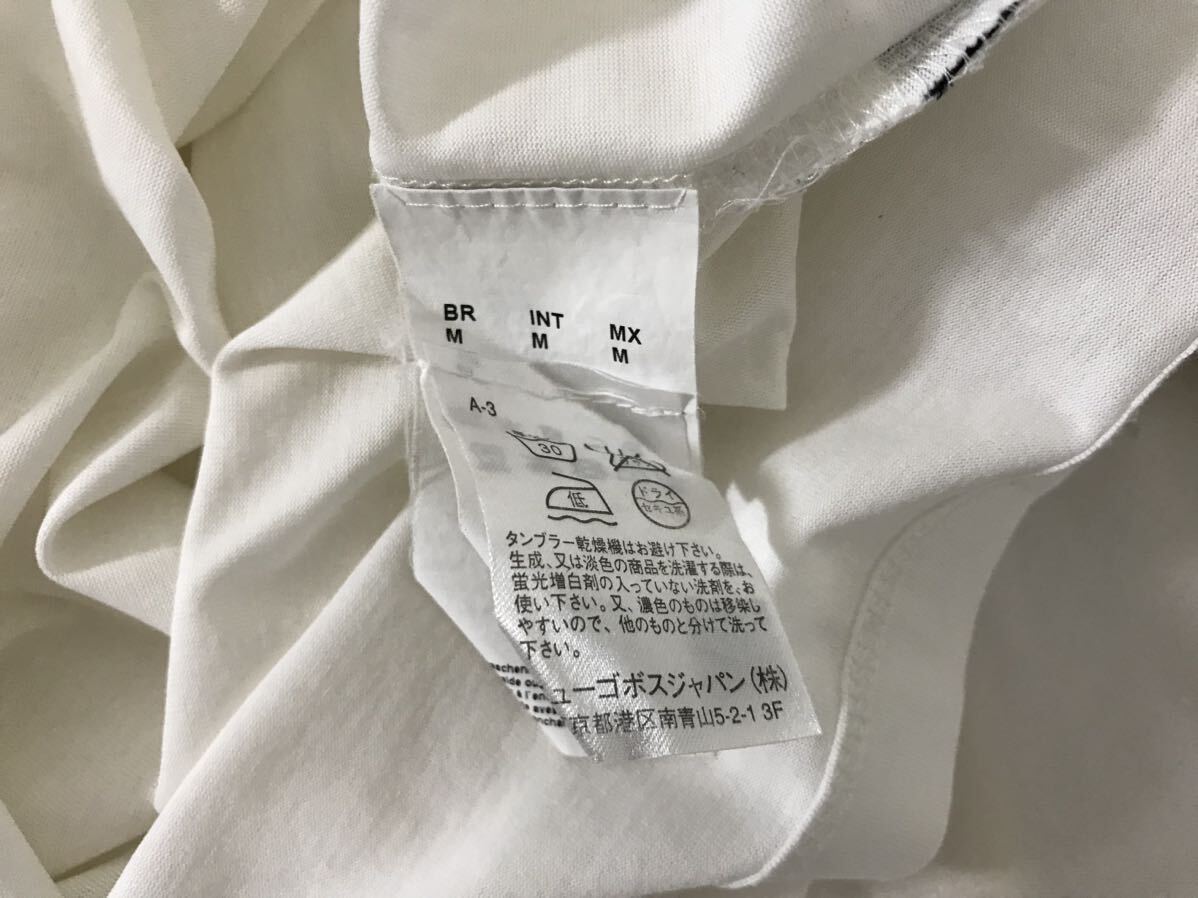 BR INT MX
M M M
A-3
30
低
ドライ
セキユ系
タンブラー乾燥機はお避け下さい。
生成、又は淡色の商品を洗濯する際は、
蛍光増白剤の入っていない洗剤を、お
使い下さい。又、濃色のものは移染し
やすいので、他のものと分けて洗って
下さい。
ューゴボスジャパン(株)
京都港区南青山5-2-1 3F